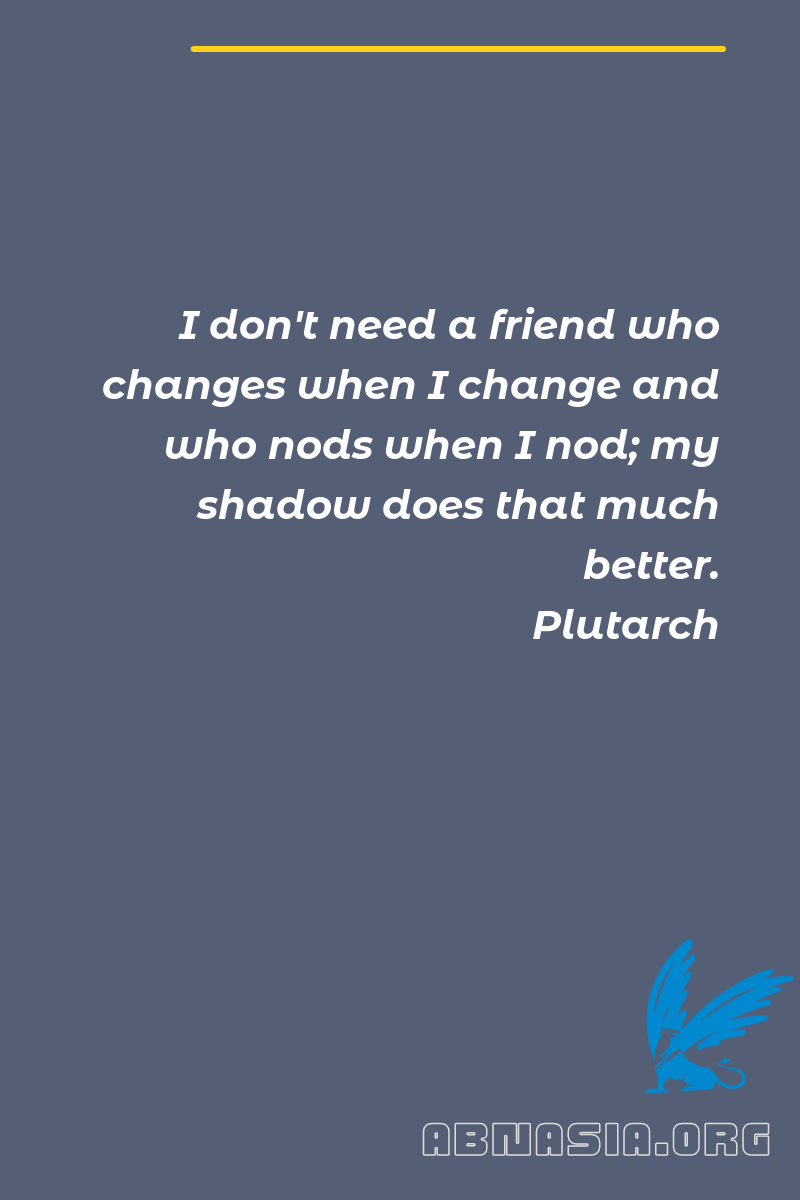 I don't need a friend who
changes when I change and
who nods when I nod; my
shadow does that much
better.
Plutarch
ABNASIA.ORG